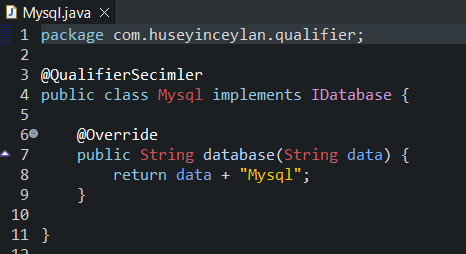 Mysql.java
1 package com.huseyinceylan.qualifier;
2
3 @QualifierSecimler
4 public class Mysql implements IDatabase {
5
6 @Override
7 public String database(String data) {
8 return data + "Mysql";
9 }
10
11 }
12